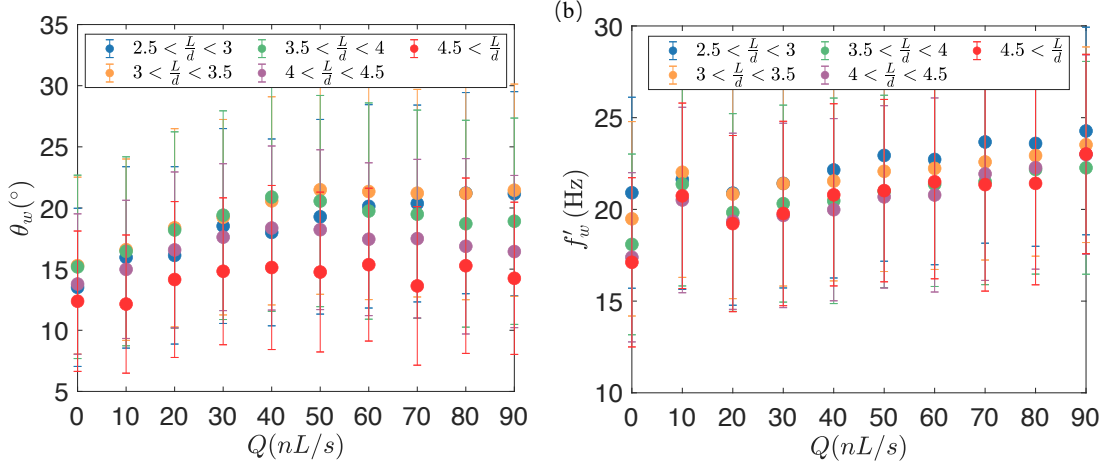 (b)
35
30
25
20
15
10
5
θ_w(°)
2.5 < L/d < 3
3 < L/d < 3.5
3.5 < L/d < 4
4 < L/d < 4.5
4.5 < L/d
0 10 20 30 40 50 60 70 80 90
Q(nL/s)
30
25
20
15
10
f'_w(Hz)
2.5 < L/d < 3
3 < L/d < 3.5
3.5 < L/d < 4
4 < L/d < 4.5
4.5 < L/d
0 10 20 30 40 50 60 70 80 90
Q(nL/s)